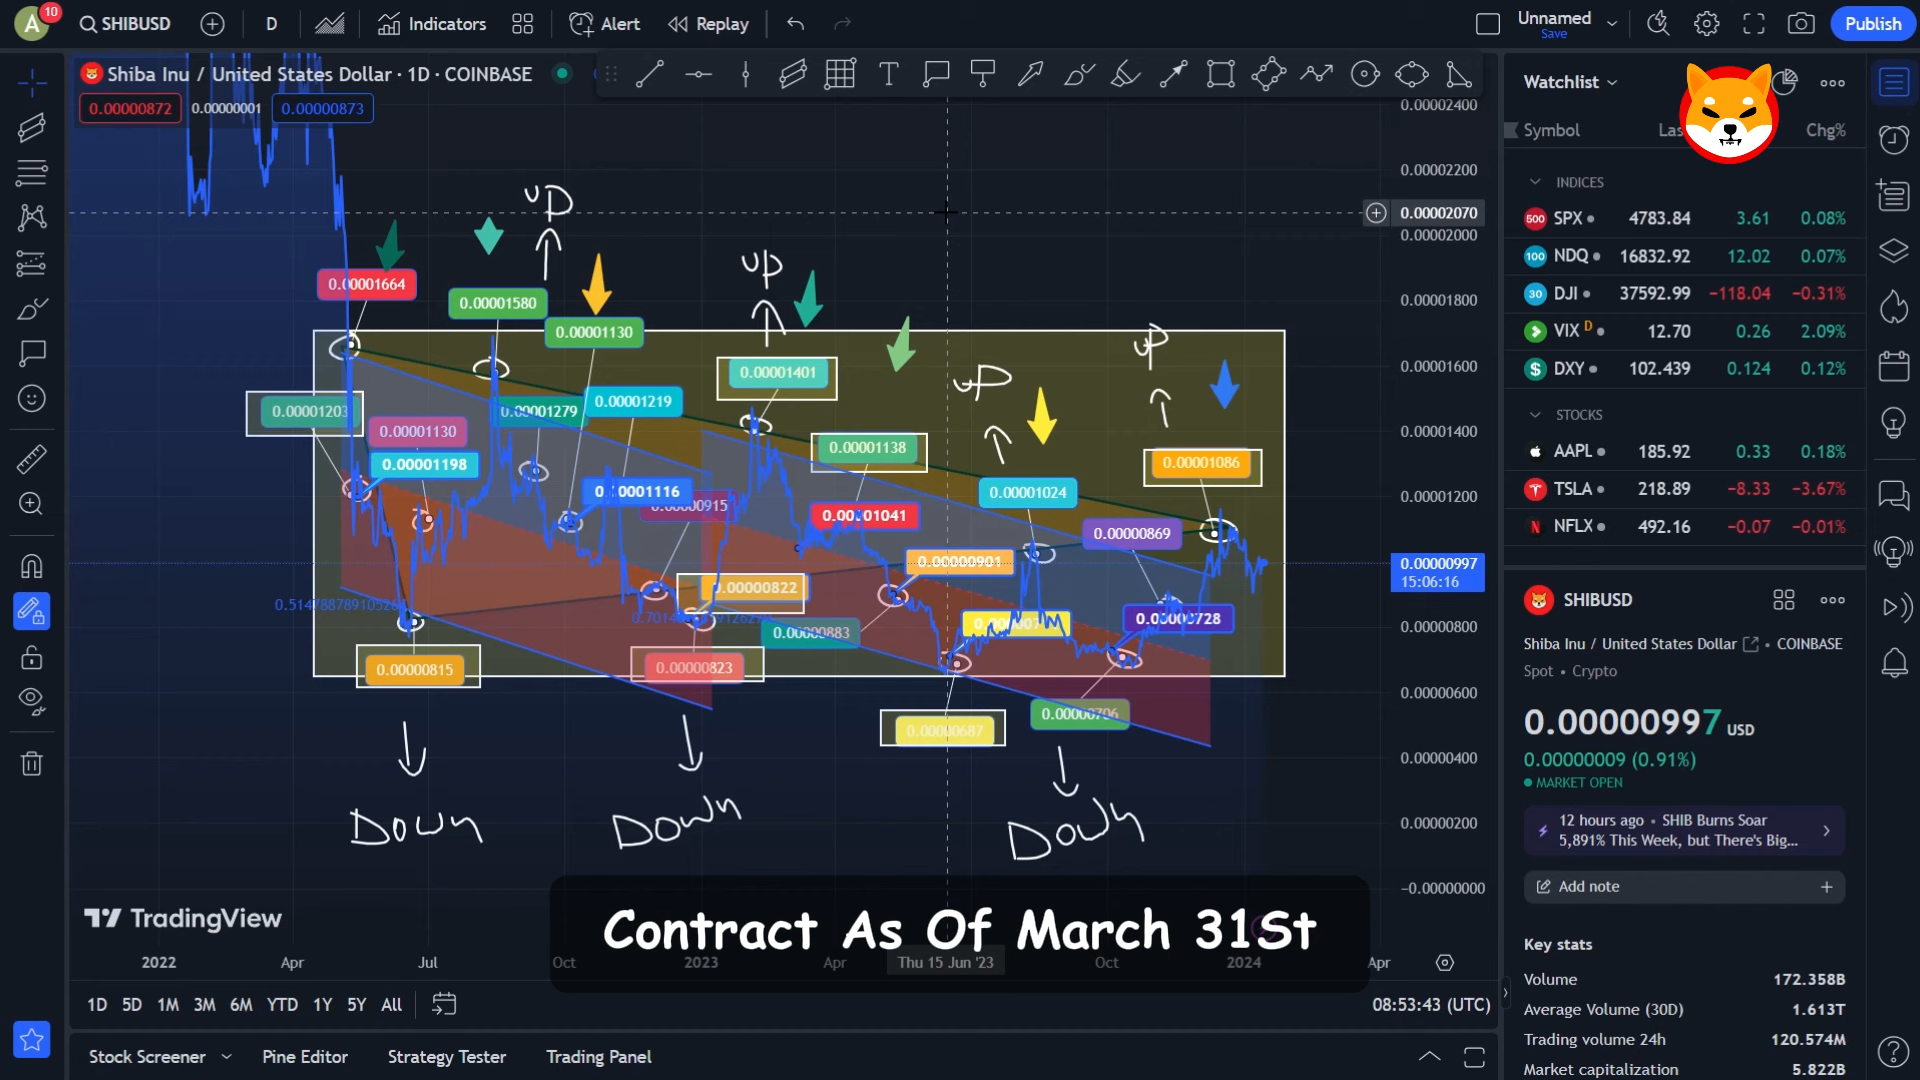 A
10
SHIBUSD
D
Indicators
Alert
Replay
Unnamed
Save
Publish
Shiba Inu / United States Dollar · 1D · COINBASE
0.00000872
0.00000001
0.00000873
0.00002400
0.00002200
0.00002070
0.00002000
0.00001800
0.00001600
0.00001400
0.00001200
0.00000997
15:06:16
0.00000800
0.00000600
0.00000400
0.00000200
−0.00000000
UP
UP
UP
UP
0.00001664
0.00001580
0.00001130
0.00001401
0.00001203
0.00001130
0.00001279
0.00001219
0.00001138
0.00001198
0.00001116
0.00000915
0.00001041
0.00001024
0.00001086
0.00000869
0.00000901
0.00000822
0.00000883
0.00000728
0.00000815
0.00000823
0.00000687
0.00000706
Down
Down
Down
TradingView
Contract As Of March 31St
2022
Apr
Jul
Oct
2023
Apr
Thu 15 Jun '23
Oct
2024
Apr
1D 5D 1M 3M 6M YTD 1Y 5Y All
08:53:43 (UTC)
Stock Screener
Pine Editor
Strategy Tester
Trading Panel
Watchlist
Symbol
Chg%
INDICES
500 SPX 4783.84 3.61 0.08%
100 NDQ 16832.92 12.02 0.07%
30 DJI 37592.99 −118.04 −0.31%
VIX D 12.70 0.26 2.09%
$ DXY 102.439 0.124 0.12%
STOCKS
AAPL 185.92 0.33 0.18%
TSLA 218.89 −8.33 −3.67%
N NFLX 492.16 −0.07 −0.01%
SHIBUSD
Shiba Inu / United States Dollar • COINBASE
Spot • Crypto
0.00000997 USD
0.00000009 (0.91%)
MARKET OPEN
12 hours ago • SHIB Burns Soar
5,891% This Week, but There's Big...
Add note
Key stats
Volume 172.358B
Average Volume (30D) 1.613T
Trading volume 24h 120.574M
Market capitalization 5.822B